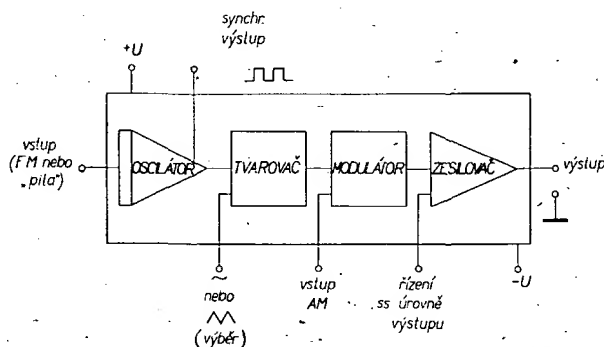 synchr.
výstup
+U
vstup
(FM nebo
„pila")
OSCILÁTOR
TVAROVAČ
MODULÁTOR
ZESILOVAČ
výstup
~
nebo
(výběr)
vstup
AM
řízení
ss úrovně
výstupu
-U